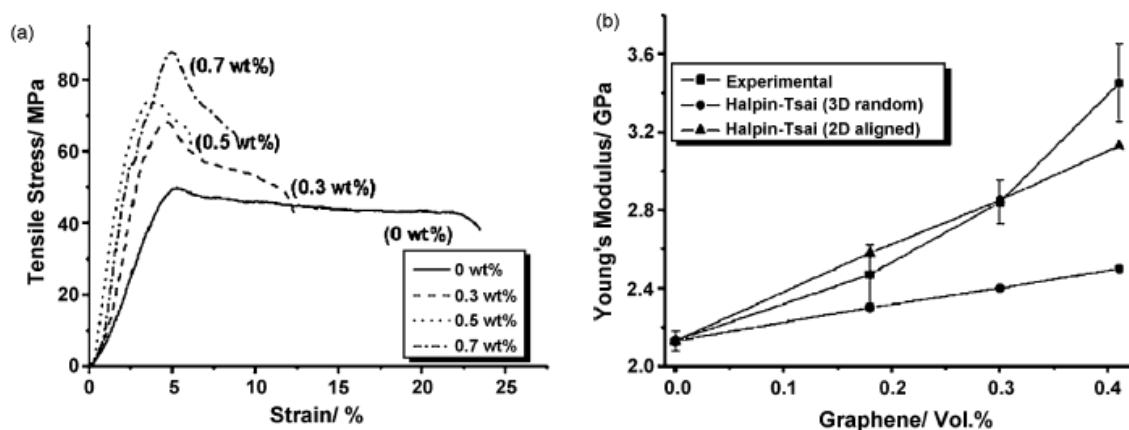 (a)
Tensile Stress/ MPa
80
60
40
20
0
(0.7 wt%)
(0.5 wt%)
(0.3 wt%)
(0 wt%)
0 wt%
0.3 wt%
0.5 wt%
0.7 wt%
0 5 10 15 20 25
Strain/ %
(b)
Young's Modulus/ GPa
3.6
3.2
2.8
2.4
2.0
Experimental
Halpin-Tsai (3D random)
Halpin-Tsai (2D aligned)
0.0 0.1 0.2 0.3 0.4
Graphene/ Vol.%